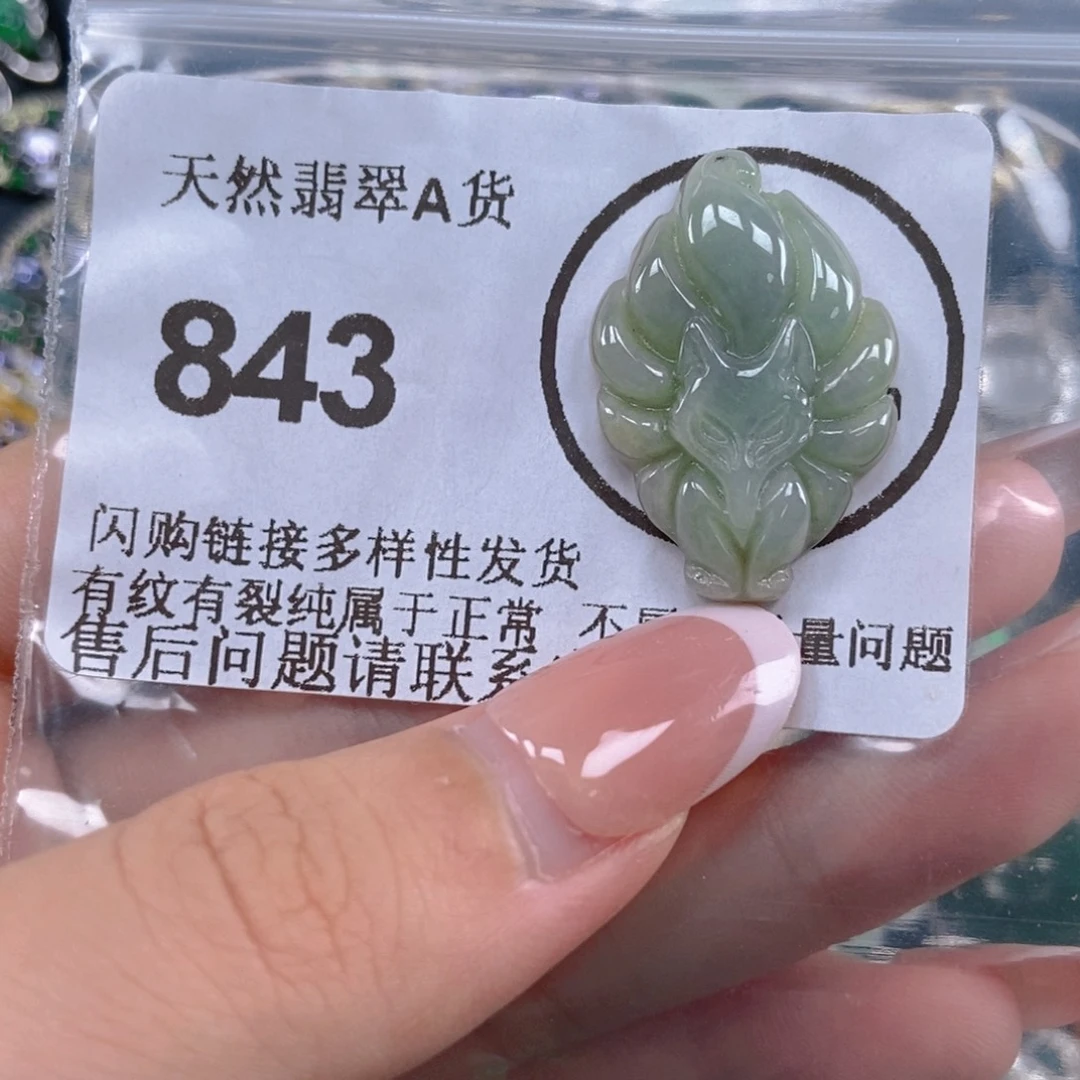 天然翡翠A货
843
闪购链接多样性发货
有纹有裂纯属于正常 不 量问题
售后问题请联系